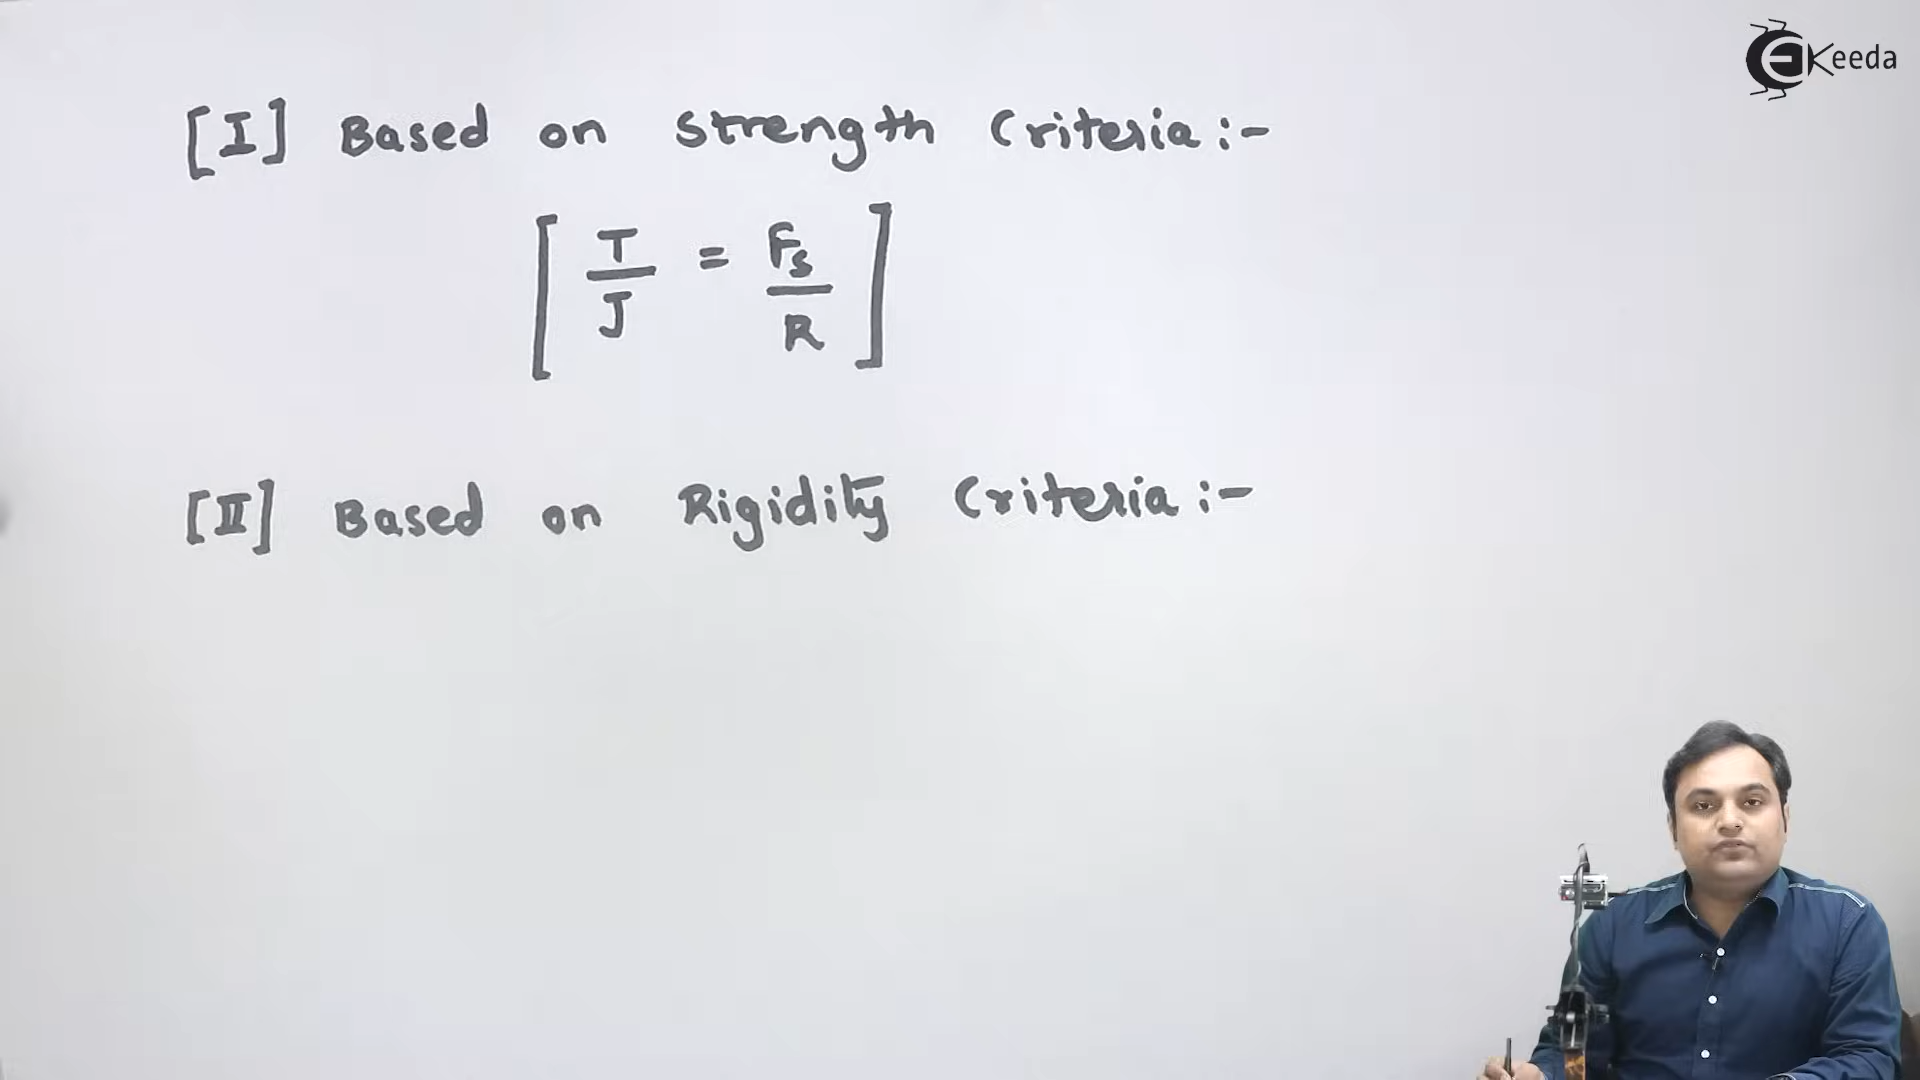 EKeeda
[I] Based on Strength Criteria:-
[ T/J = Fs/R ]
[II] Based on Rigidity Criteria:-